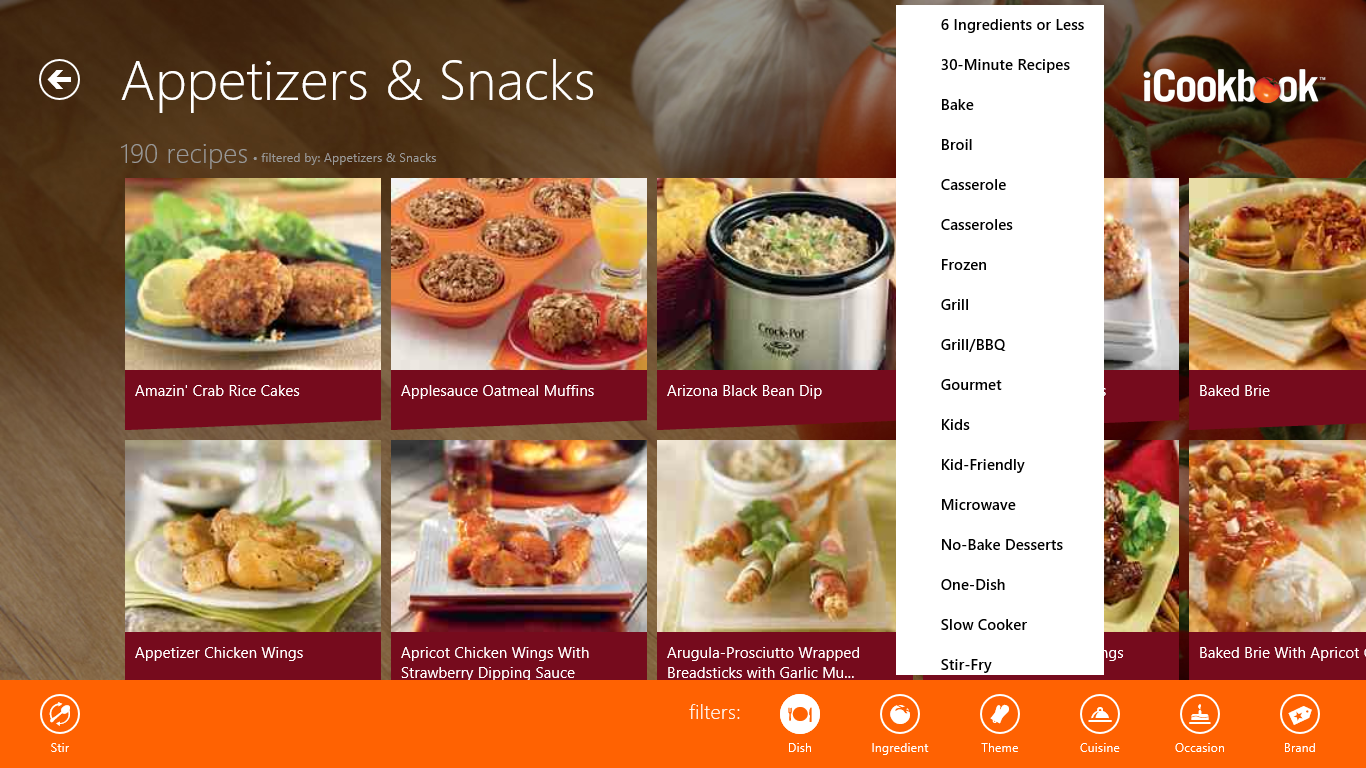 Appetizers & Snacks
iCookbook™
190 recipes • filtered by: Appetizers & Snacks
6 Ingredients or Less
30-Minute Recipes
Bake
Broil
Casserole
Casseroles
Frozen
Grill
Grill/BBQ
Gourmet
Kids
Kid-Friendly
Microwave
No-Bake Desserts
One-Dish
Slow Cooker
Stir-Fry
Crock-Pot
Amazin' Crab Rice Cakes
Applesauce Oatmeal Muffins
Arizona Black Bean Dip
s
Baked Brie
Appetizer Chicken Wings
Apricot Chicken Wings With
Strawberry Dipping Sauce
Arugula-Prosciutto Wrapped
Breadsticks with Garlic Mu...
ngs
Baked Brie With Apricot
Stir
filters:
Dish
Ingredient
Theme
Cuisine
Occasion
Brand